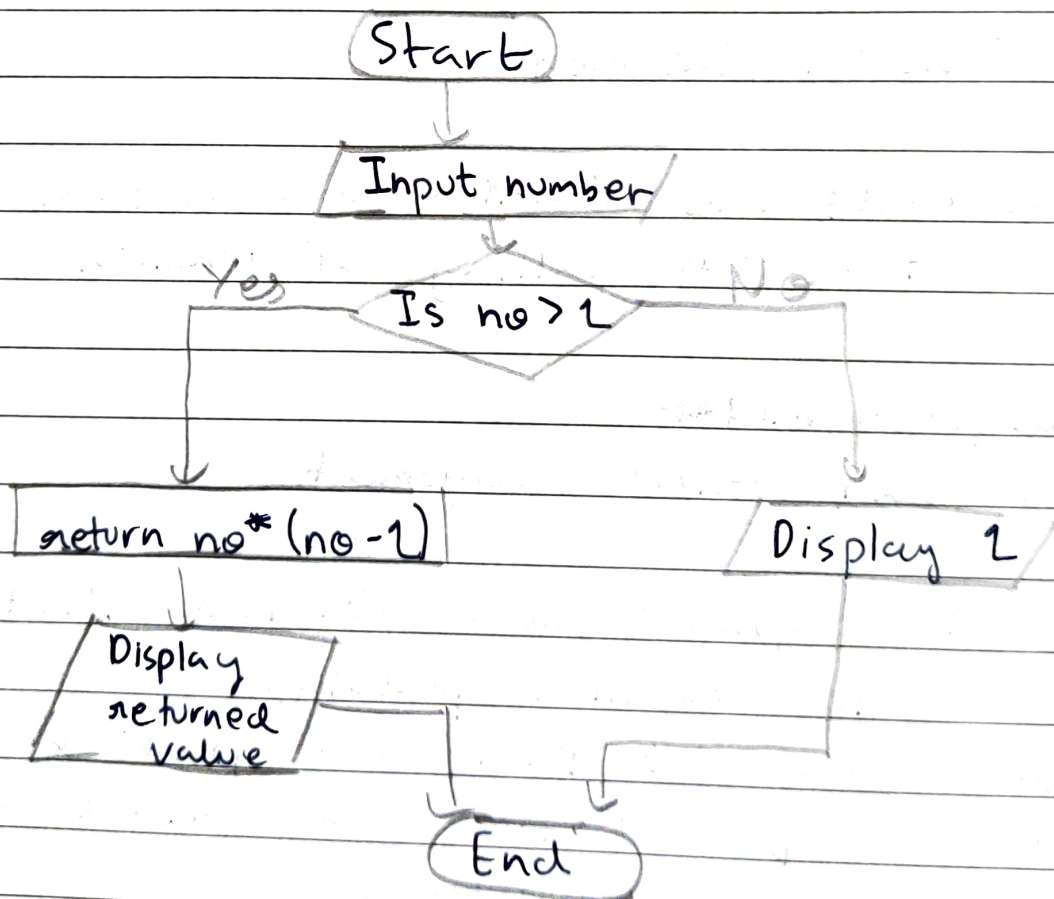 Start
Input number
Yes
Is no > 1
No
return no * (no - 1)
Display 1
Display
returned
value
End